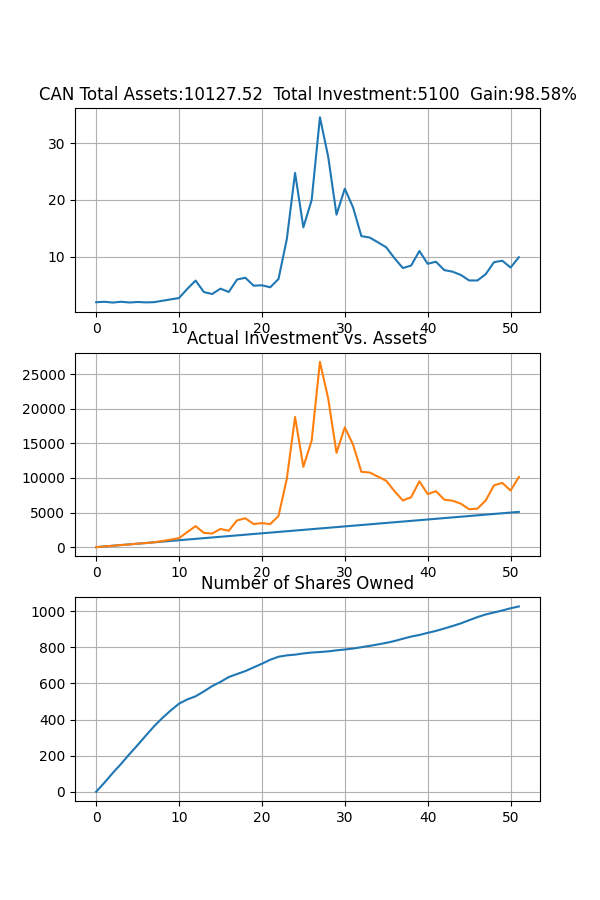 CAN Total Assets:10127.52  Total Investment:5100  Gain:98.58%
30
20
10
0 10 20 30 40 50
Actual Investment vs. Assets
25000
20000
15000
10000
5000
0
0 10 20 30 40 50
Number of Shares Owned
1000
800
600
400
200
0
0 10 20 30 40 50